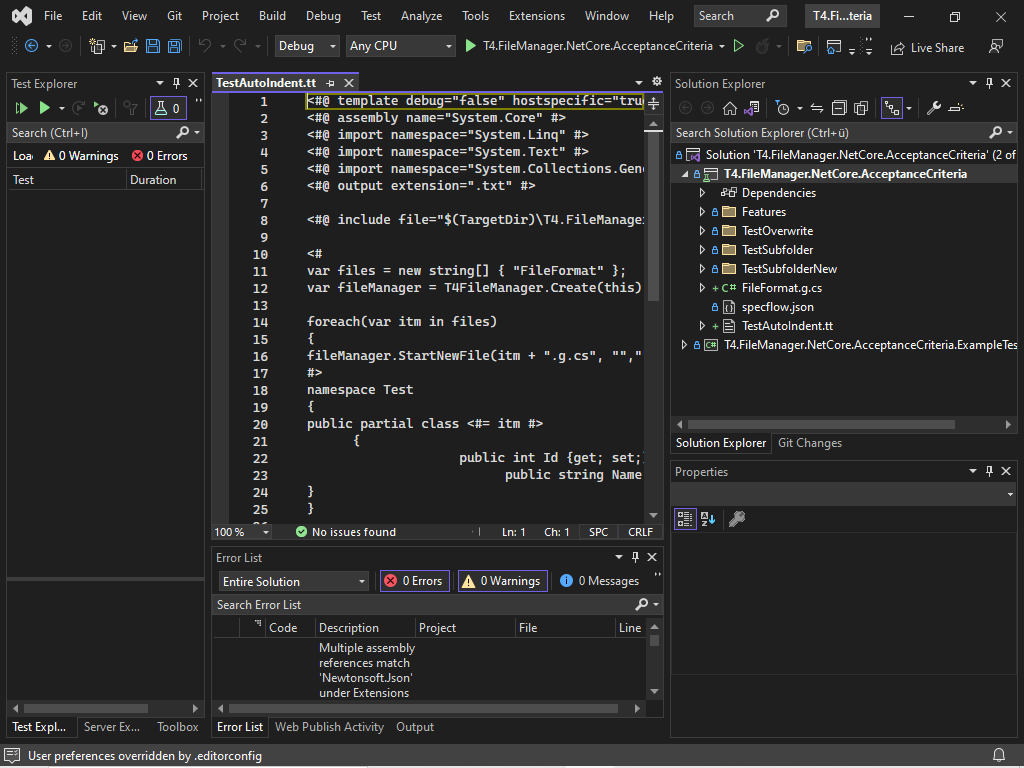 File Edit View Git Project Build Debug Test Analyze Tools Extensions Window Help Search T4.Fi...teria
Debug Any CPU T4.FileManager.NetCore.AcceptanceCriteria Live Share
Test Explorer
0
Search (Ctrl+I)
Loa 0 Warnings 0 Errors
Test Duration
TestAutoIndent.tt
1 <#@ template debug="false" hostspecific="tru
2 <#@ assembly name="System.Core" #>
3 <#@ import namespace="System.Linq" #>
4 <#@ import namespace="System.Text" #>
5 <#@ import namespace="System.Collections.Gene
6 <#@ output extension=".txt" #>
7
8 <#@ include file="$(TargetDir)\T4.FileManage
9
10 <#
11 var files = new string[] { "FileFormat" };
12 var fileManager = T4FileManager.Create(this)
13
14 foreach(var itm in files)
15 {
16 fileManager.StartNewFile(itm + ".g.cs", "","
17 #>
18 namespace Test
19 {
20 public partial class <#= itm #>
21 {
22 public int Id {get; set;}
23 public string Name
24 }
25 }
100 % No issues found Ln: 1 Ch: 1 SPC CRLF
Error List
Entire Solution 0 Errors 0 Warnings 0 Messages
Search Error List
Code Description Project File Line
Multiple assembly
references match
'Newtonsoft.Json'
under Extensions
Test Expl... Server Ex... Toolbox
Error List Web Publish Activity Output
Solution Explorer
Search Solution Explorer (Ctrl+ü)
Solution 'T4.FileManager.NetCore.AcceptanceCriteria' (2 of
T4.FileManager.NetCore.AcceptanceCriteria
Dependencies
Features
TestOverwrite
TestSubfolder
TestSubfolderNew
+ C# FileFormat.g.cs
specflow.json
+ TestAutoIndent.tt
C# T4.FileManager.NetCore.AcceptanceCriteria.ExampleTes
Solution Explorer Git Changes
Properties
User preferences overridden by .editorconfig